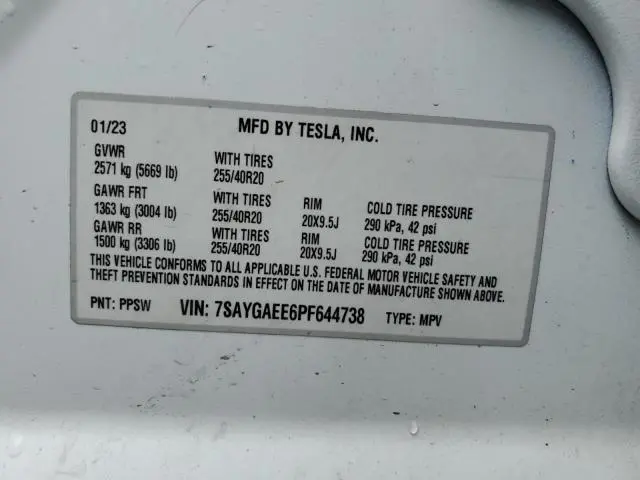 01/23 MFD BY TESLA, INC.
GVWR WITH TIRES
2571 kg (5669 lb) 255/40R20
GAWR FRT WITH TIRES RIM COLD TIRE PRESSURE
1363 kg (3004 lb) 255/40R20 20X9.5J 290 kPa, 42 psi
GAWR RR WITH TIRES RIM COLD TIRE PRESSURE
1500 kg (3306 lb) 255/40R20 20X9.5J 290 kPa, 42 psi
THIS VEHICLE CONFORMS TO ALL APPLICABLE U.S. FEDERAL MOTOR VEHICLE SAFETY AND
THEFT PREVENTION STANDARDS IN EFFECT ON THE DATE OF MANUFACTURE SHOWN ABOVE.
PNT: PPSW VIN: 7SAYGAEE6PF644738 TYPE: MPV